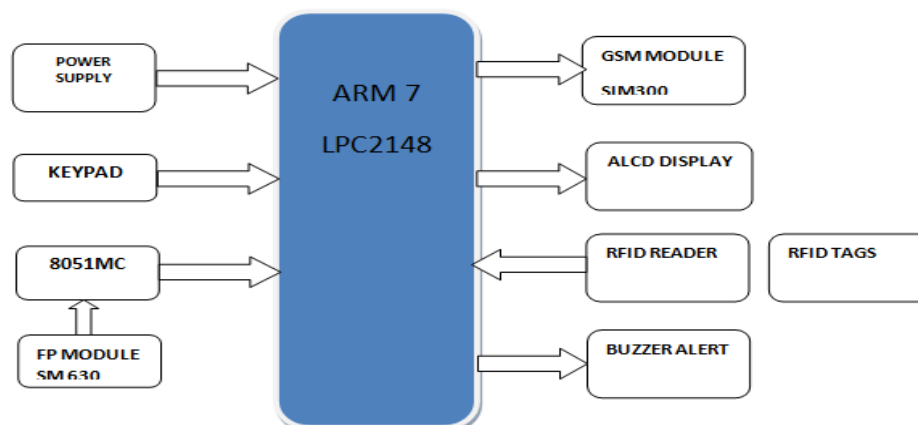 POWER
SUPPLY
KEYPAD
8051MC
FP MODULE
SM 630
ARM 7
LPC2148
GSM MODULE
SIM300
ALCD DISPLAY
RFID READER
RFID TAGS
BUZZER ALERT